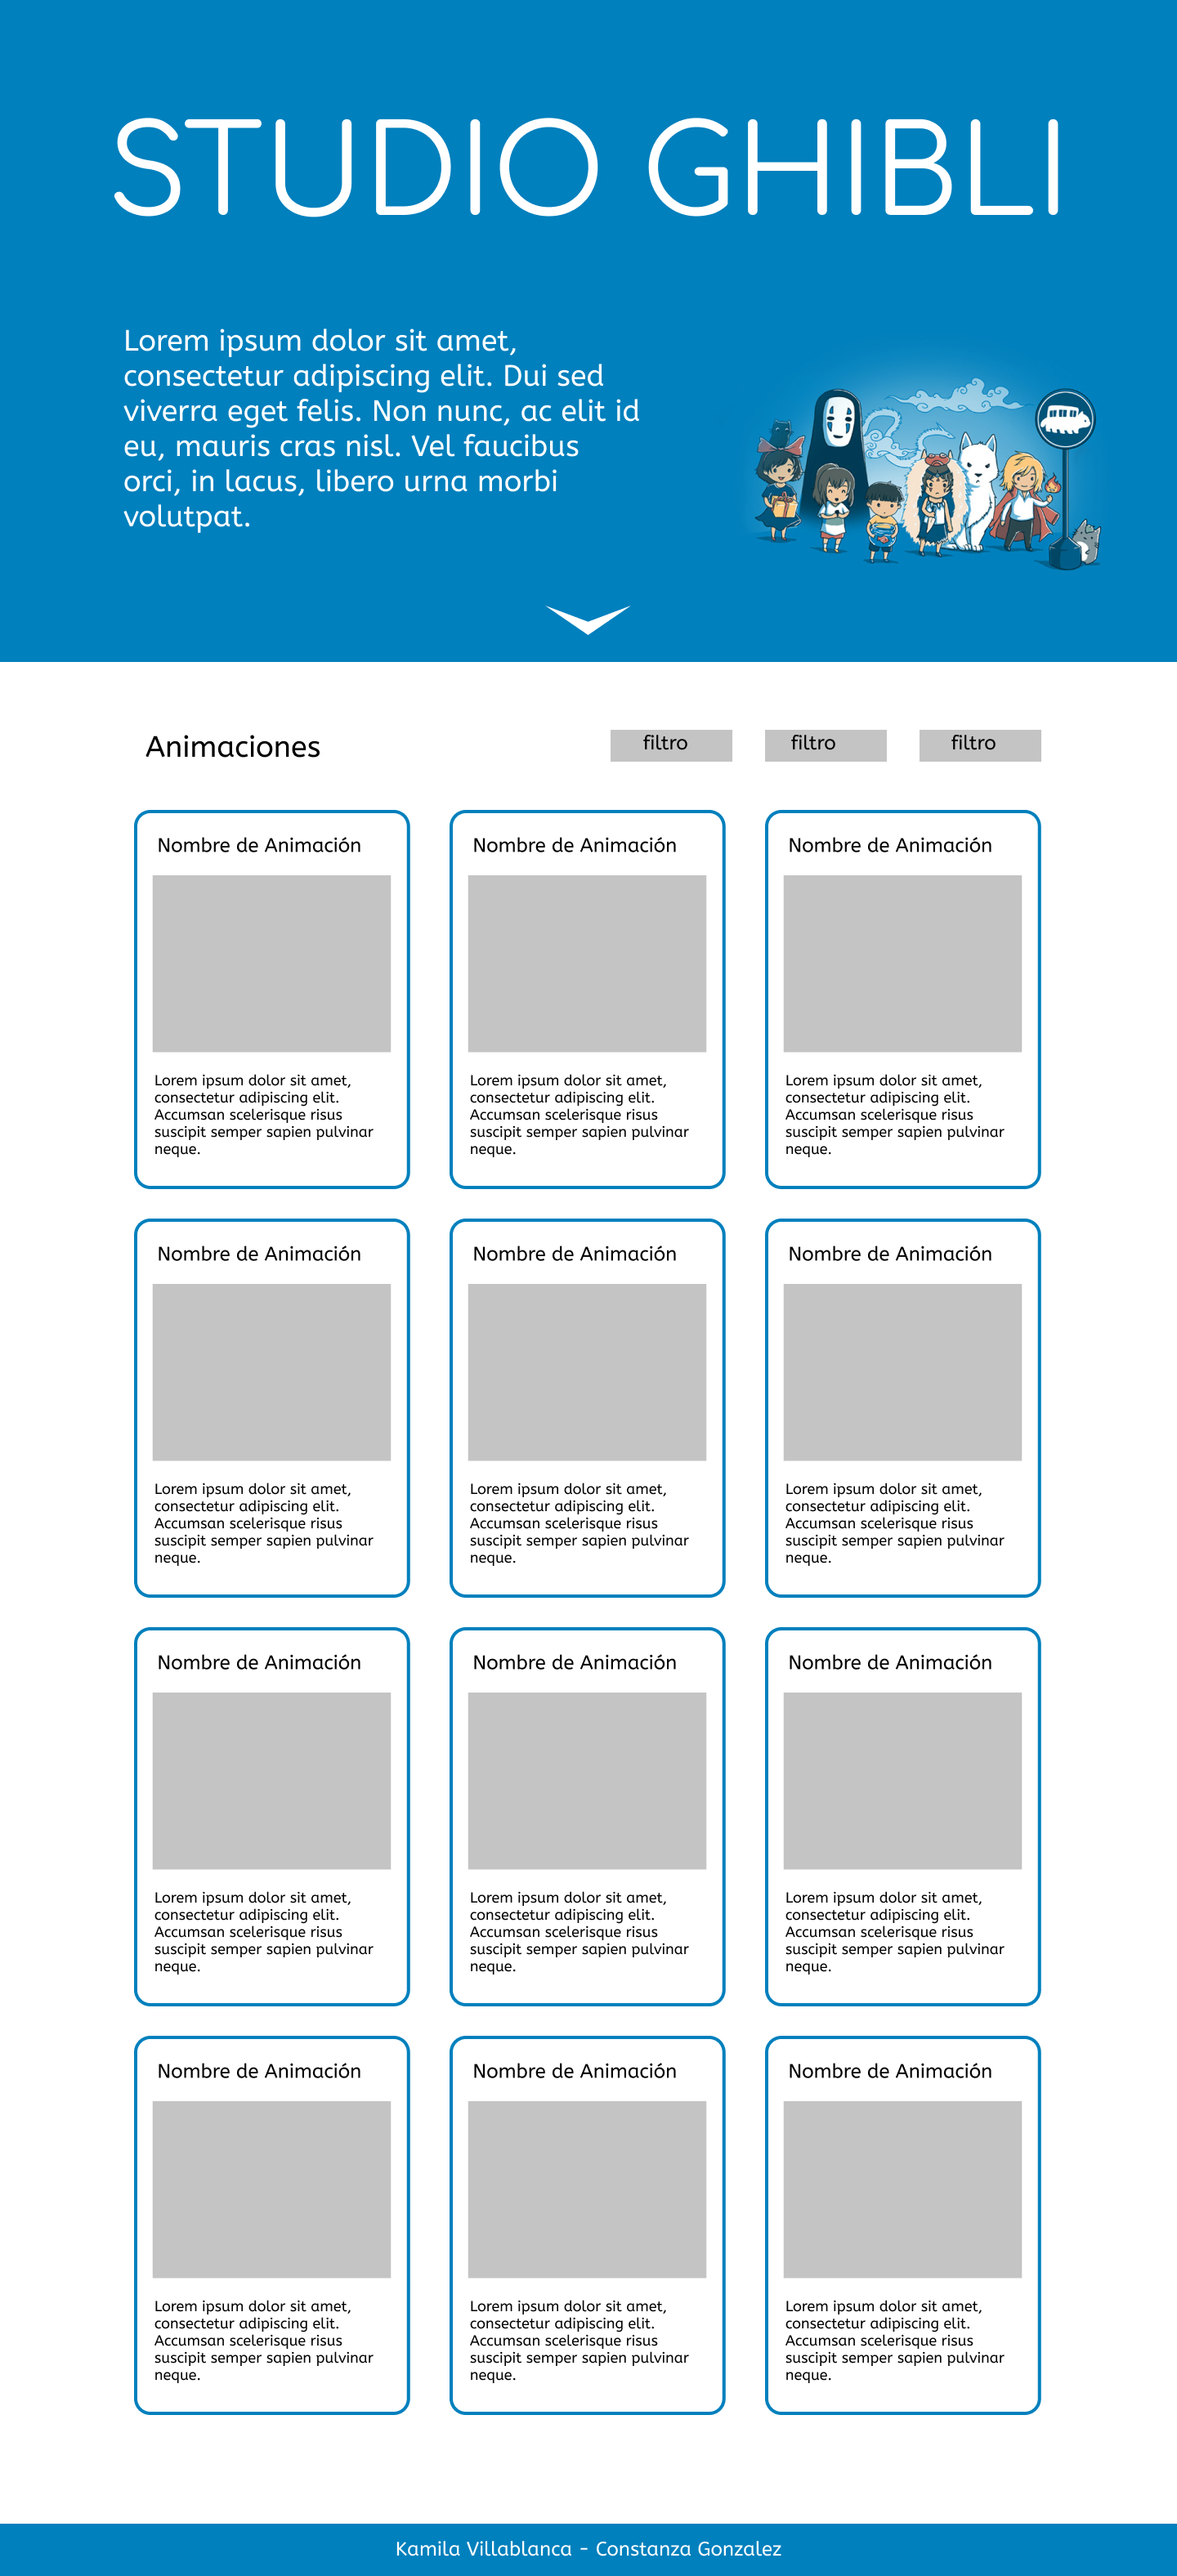 STUDIO GHIBLI
Lorem ipsum dolor sit amet,
consectetur adipiscing elit. Dui sed
viverra eget felis. Non nunc, ac elit id
eu, mauris cras nisl. Vel faucibus
orci, in lacus, libero urna morbi
volutpat.
Animaciones
filtro
filtro
filtro
Nombre de Animación
Lorem ipsum dolor sit amet,
consectetur adipiscing elit.
Accumsan scelerisque risus
suscipit semper sapien pulvinar
neque.
Nombre de Animación
Lorem ipsum dolor sit amet,
consectetur adipiscing elit.
Accumsan scelerisque risus
suscipit semper sapien pulvinar
neque.
Nombre de Animación
Lorem ipsum dolor sit amet,
consectetur adipiscing elit.
Accumsan scelerisque risus
suscipit semper sapien pulvinar
neque.
Nombre de Animación
Lorem ipsum dolor sit amet,
consectetur adipiscing elit.
Accumsan scelerisque risus
suscipit semper sapien pulvinar
neque.
Nombre de Animación
Lorem ipsum dolor sit amet,
consectetur adipiscing elit.
Accumsan scelerisque risus
suscipit semper sapien pulvinar
neque.
Nombre de Animación
Lorem ipsum dolor sit amet,
consectetur adipiscing elit.
Accumsan scelerisque risus
suscipit semper sapien pulvinar
neque.
Nombre de Animación
Lorem ipsum dolor sit amet,
consectetur adipiscing elit.
Accumsan scelerisque risus
suscipit semper sapien pulvinar
neque.
Nombre de Animación
Lorem ipsum dolor sit amet,
consectetur adipiscing elit.
Accumsan scelerisque risus
suscipit semper sapien pulvinar
neque.
Nombre de Animación
Lorem ipsum dolor sit amet,
consectetur adipiscing elit.
Accumsan scelerisque risus
suscipit semper sapien pulvinar
neque.
Nombre de Animación
Lorem ipsum dolor sit amet,
consectetur adipiscing elit.
Accumsan scelerisque risus
suscipit semper sapien pulvinar
neque.
Nombre de Animación
Lorem ipsum dolor sit amet,
consectetur adipiscing elit.
Accumsan scelerisque risus
suscipit semper sapien pulvinar
neque.
Nombre de Animación
Lorem ipsum dolor sit amet,
consectetur adipiscing elit.
Accumsan scelerisque risus
suscipit semper sapien pulvinar
neque.
Kamila Villablanca - Constanza Gonzalez